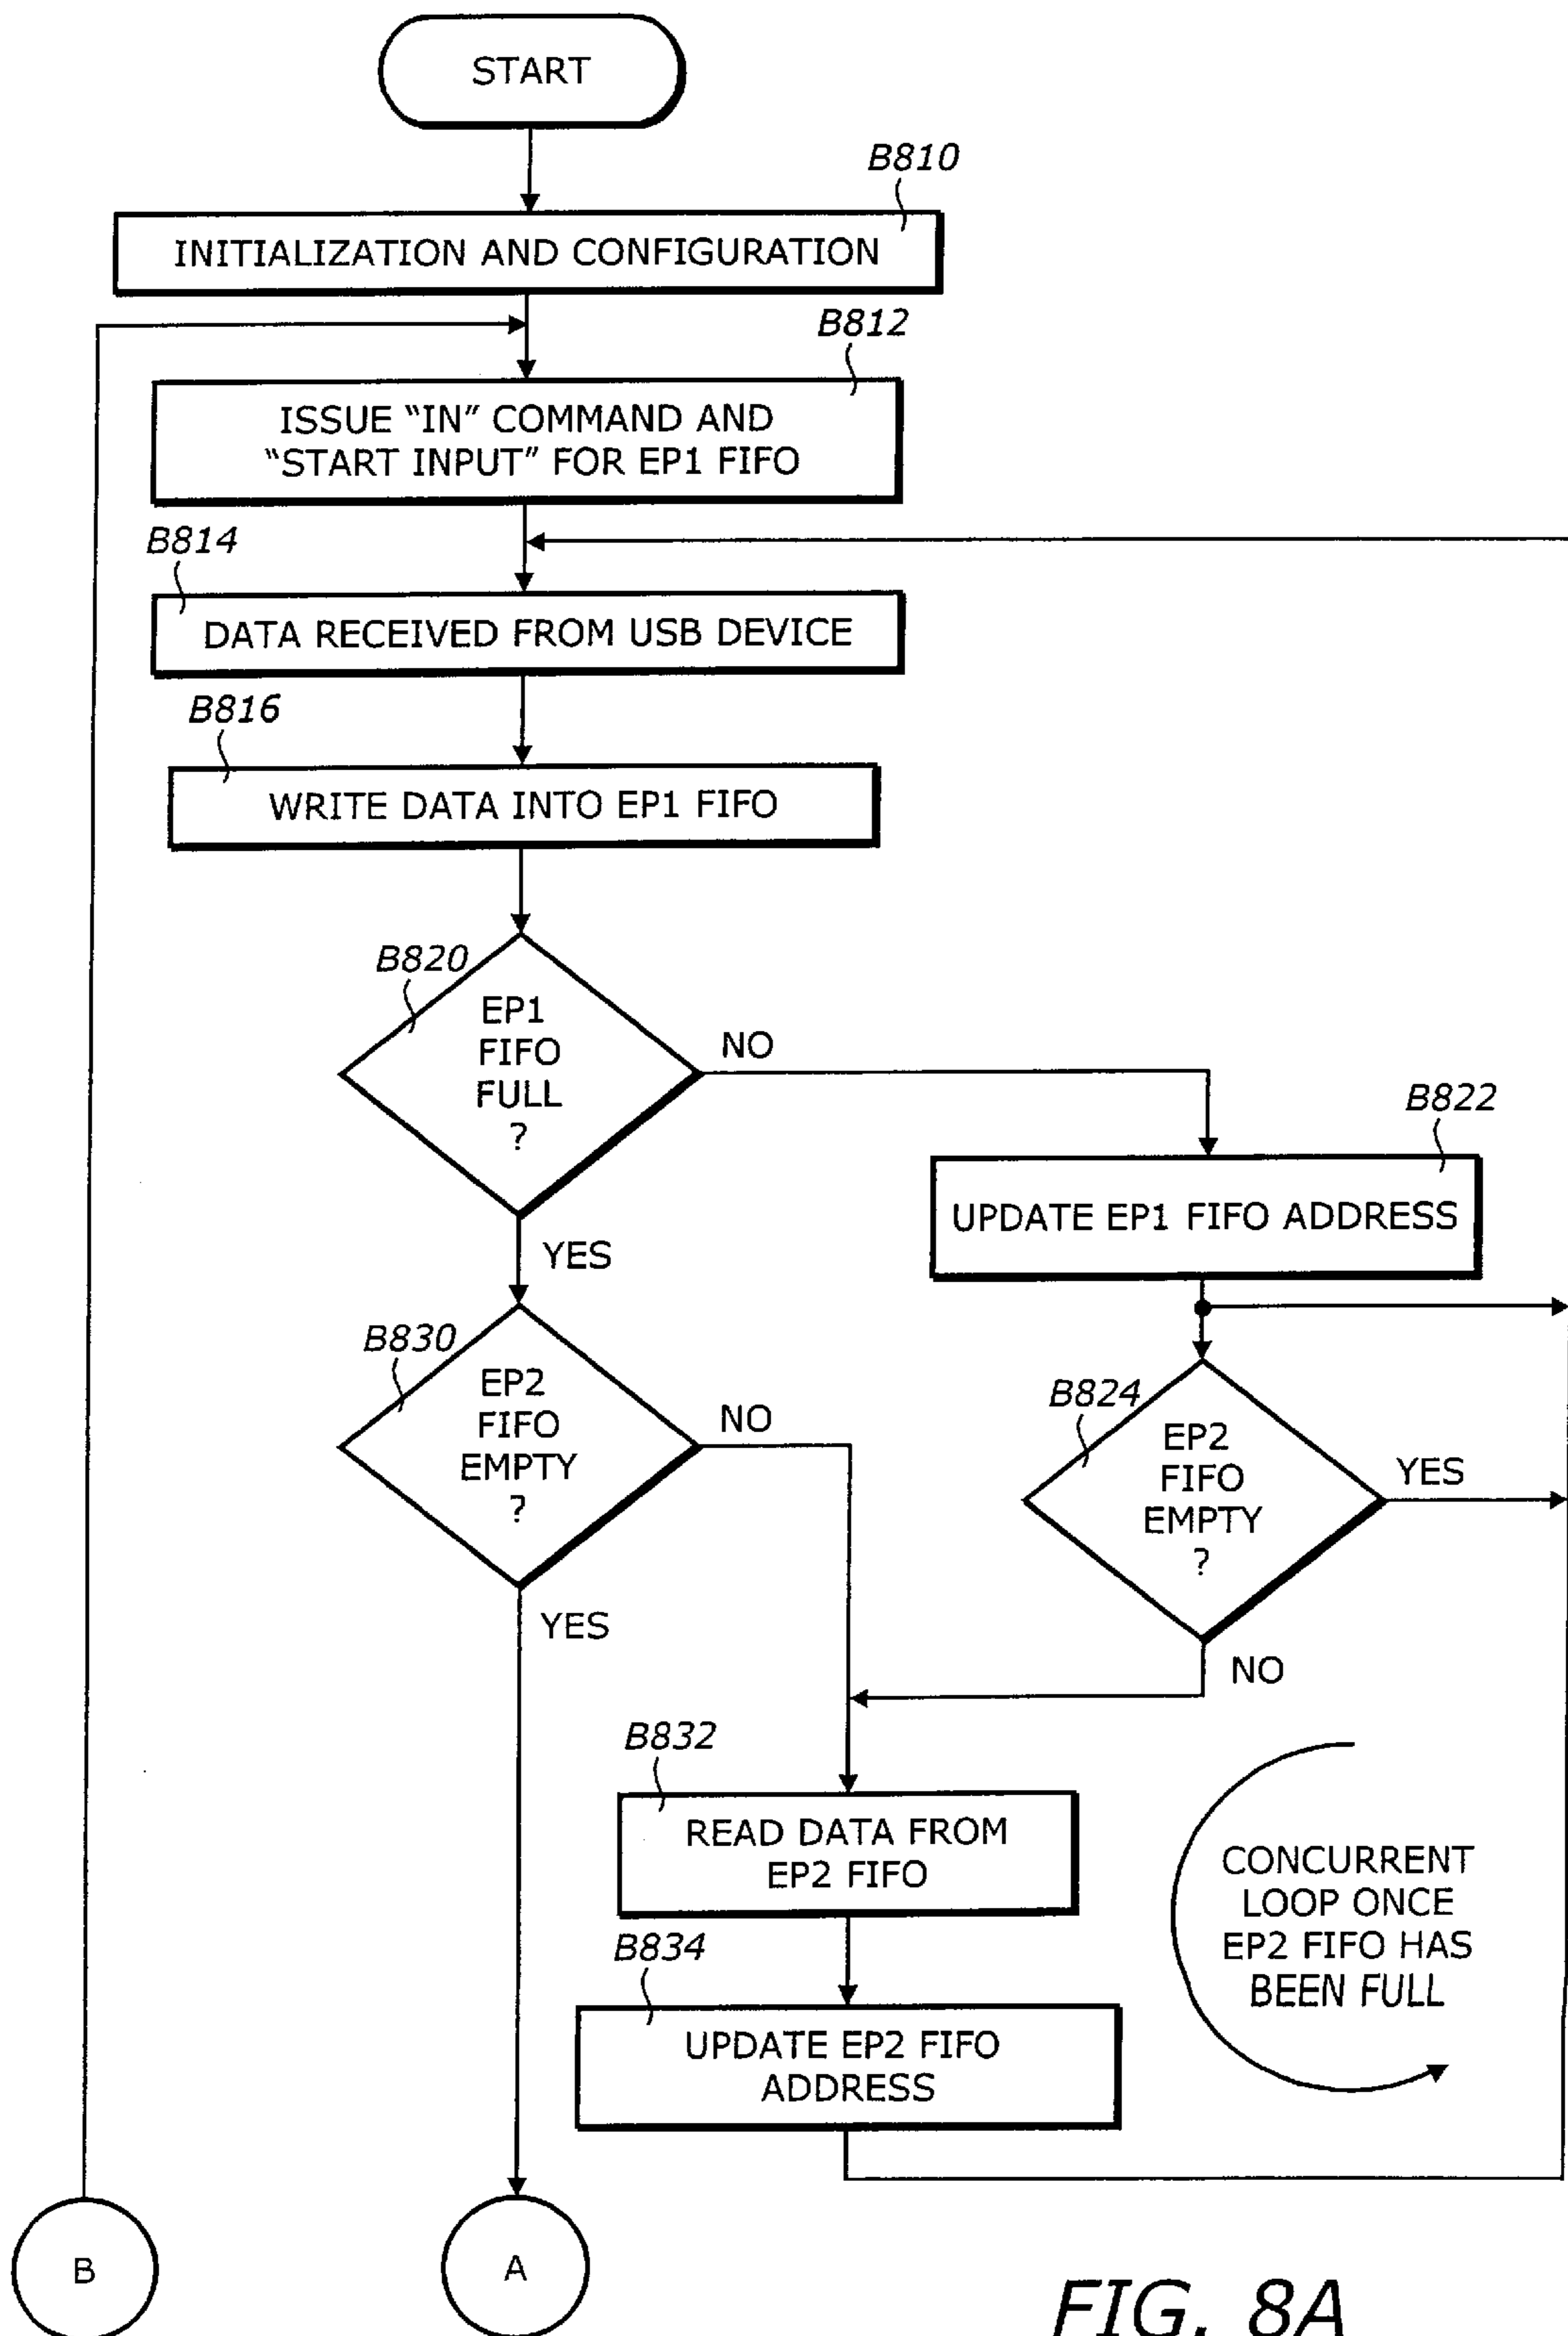 START
B810
INITIALIZATION AND CONFIGURATION
B812
ISSUE “IN” COMMAND AND
“START INPUT” FOR EP1 FIFO
B814
DATA RECEIVED FROM USB DEVICE
B816
WRITE DATA INTO EP1 FIFO
B820
EP1
FIFO
FULL
?
NO
YES
B822
UPDATE EP1 FIFO ADDRESS
B830
EP2
FIFO
EMPTY
?
NO
YES
B824
EP2
FIFO
EMPTY
?
YES
NO
B832
READ DATA FROM
EP2 FIFO
B834
UPDATE EP2 FIFO
ADDRESS
CONCURRENT
LOOP ONCE
EP2 FIFO HAS
BEEN FULL
B
A
FIG. 8A